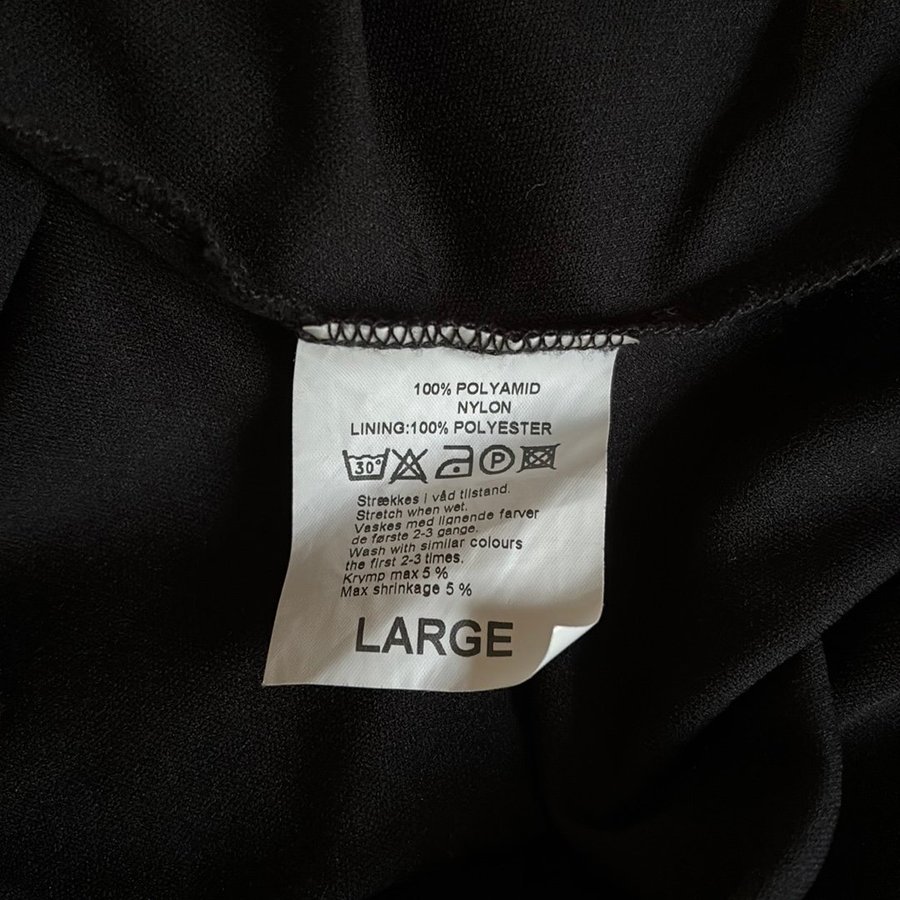 100% POLYAMID
NYLON
LINING:100% POLYESTER
30° P
Strækkes i våd tilstand.
Stretch when wet.
Vaskes med lignende farver
de første 2-3 gange.
Wash with similar colours
the first 2-3 times.
Krymp max 5 %
Max shrinkage 5 %
LARGE